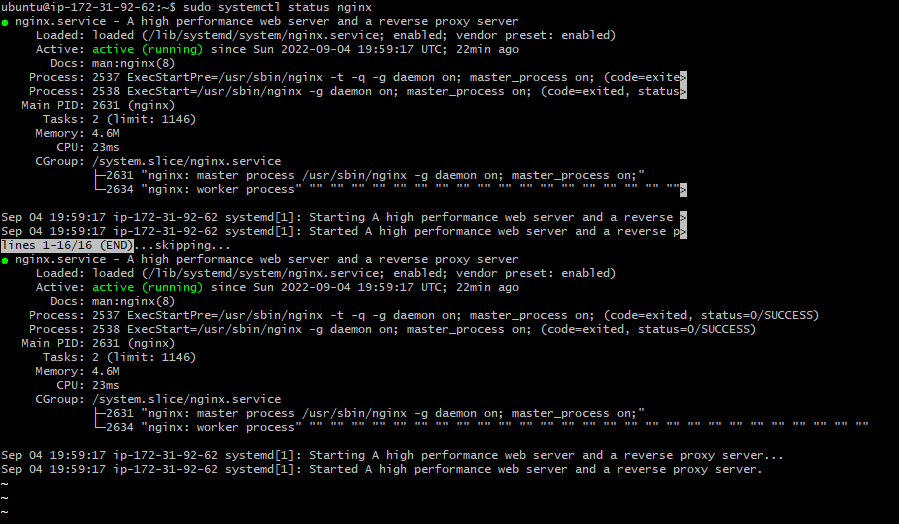 ubuntu@ip-172-31-92-62:~$ sudo systemctl status nginx
● nginx.service - A high performance web server and a reverse proxy server
     Loaded: loaded (/lib/systemd/system/nginx.service; enabled; vendor preset: enabled)
     Active: active (running) since Sun 2022-09-04 19:59:17 UTC; 22min ago
       Docs: man:nginx(8)
    Process: 2537 ExecStartPre=/usr/sbin/nginx -t -q -g daemon on; master_process on; (code=exite>
    Process: 2538 ExecStart=/usr/sbin/nginx -g daemon on; master_process on; (code=exited, status>
   Main PID: 2631 (nginx)
      Tasks: 2 (limit: 1146)
     Memory: 4.6M
        CPU: 23ms
     CGroup: /system.slice/nginx.service
             ├─2631 "nginx: master process /usr/sbin/nginx -g daemon on; master_process on;"
             └─2634 "nginx: worker process" "" "" "" "" "" "" "" "" "" "" "" "" "" "" "" "" "" "">

Sep 04 19:59:17 ip-172-31-92-62 systemd[1]: Starting A high performance web server and a reverse >
Sep 04 19:59:17 ip-172-31-92-62 systemd[1]: Started A high performance web server and a reverse p>
lines 1-16/16 (END)...skipping...
● nginx.service - A high performance web server and a reverse proxy server
     Loaded: loaded (/lib/systemd/system/nginx.service; enabled; vendor preset: enabled)
     Active: active (running) since Sun 2022-09-04 19:59:17 UTC; 22min ago
       Docs: man:nginx(8)
    Process: 2537 ExecStartPre=/usr/sbin/nginx -t -q -g daemon on; master_process on; (code=exited, status=0/SUCCESS)
    Process: 2538 ExecStart=/usr/sbin/nginx -g daemon on; master_process on; (code=exited, status=0/SUCCESS)
   Main PID: 2631 (nginx)
      Tasks: 2 (limit: 1146)
     Memory: 4.6M
        CPU: 23ms
     CGroup: /system.slice/nginx.service
             ├─2631 "nginx: master process /usr/sbin/nginx -g daemon on; master_process on;"
             └─2634 "nginx: worker process" "" "" "" "" "" "" "" "" "" "" "" "" "" "" "" "" "" "" "" "" "" "" "" "" "" "" ""

Sep 04 19:59:17 ip-172-31-92-62 systemd[1]: Starting A high performance web server and a reverse proxy server...
Sep 04 19:59:17 ip-172-31-92-62 systemd[1]: Started A high performance web server and a reverse proxy server.
~
~
~